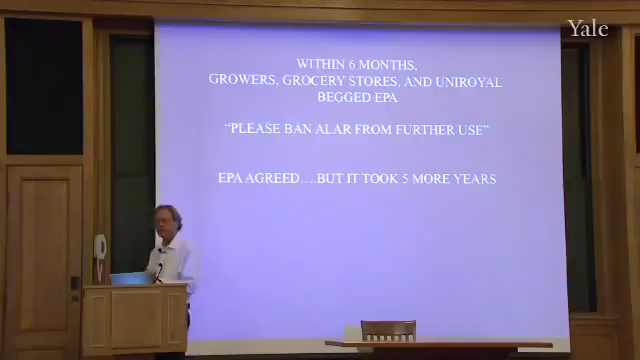 Yale
WITHIN 6 MONTHS,
GROWERS, GROCERY STORES, AND UNIROYAL
BEGGED EPA
“PLEASE BAN ALAR FROM FURTHER USE”
EPA AGREED….BUT IT TOOK 5 MORE YEARS